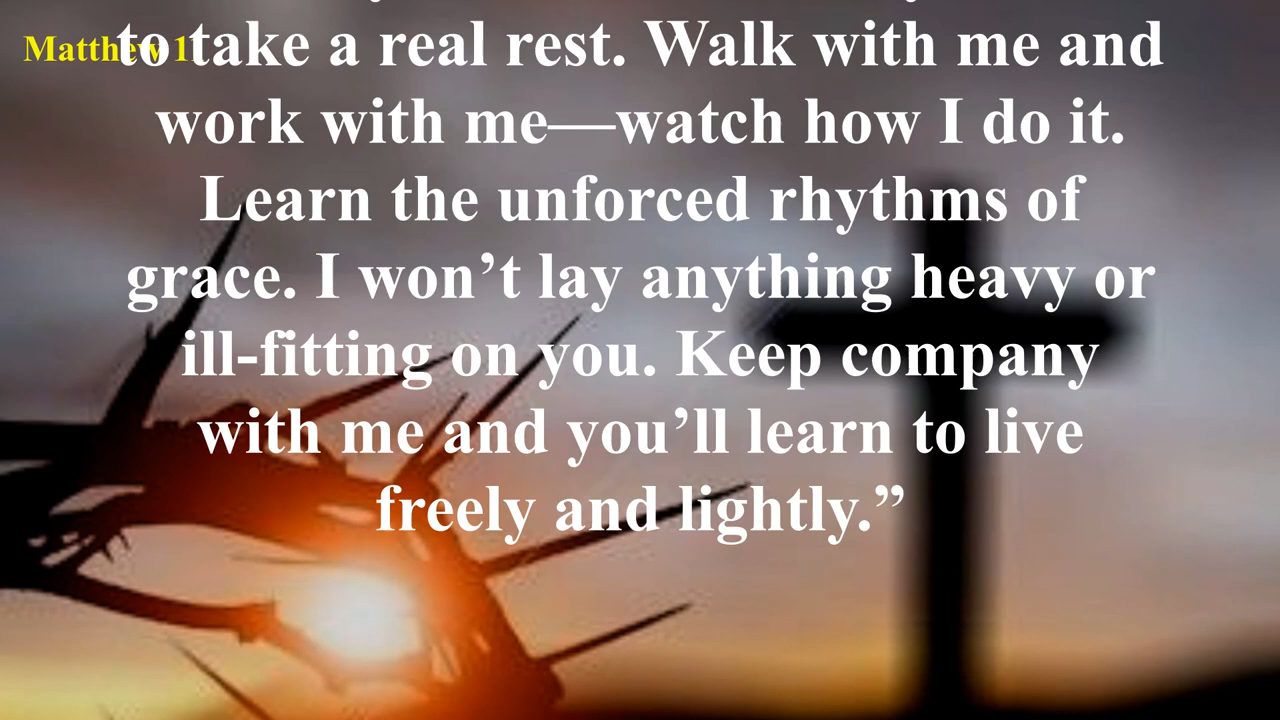 Matthew 1
to take a real rest. Walk with me and
work with me—watch how I do it.
Learn the unforced rhythms of
grace. I won’t lay anything heavy or
ill-fitting on you. Keep company
with me and you’ll learn to live
freely and lightly.”